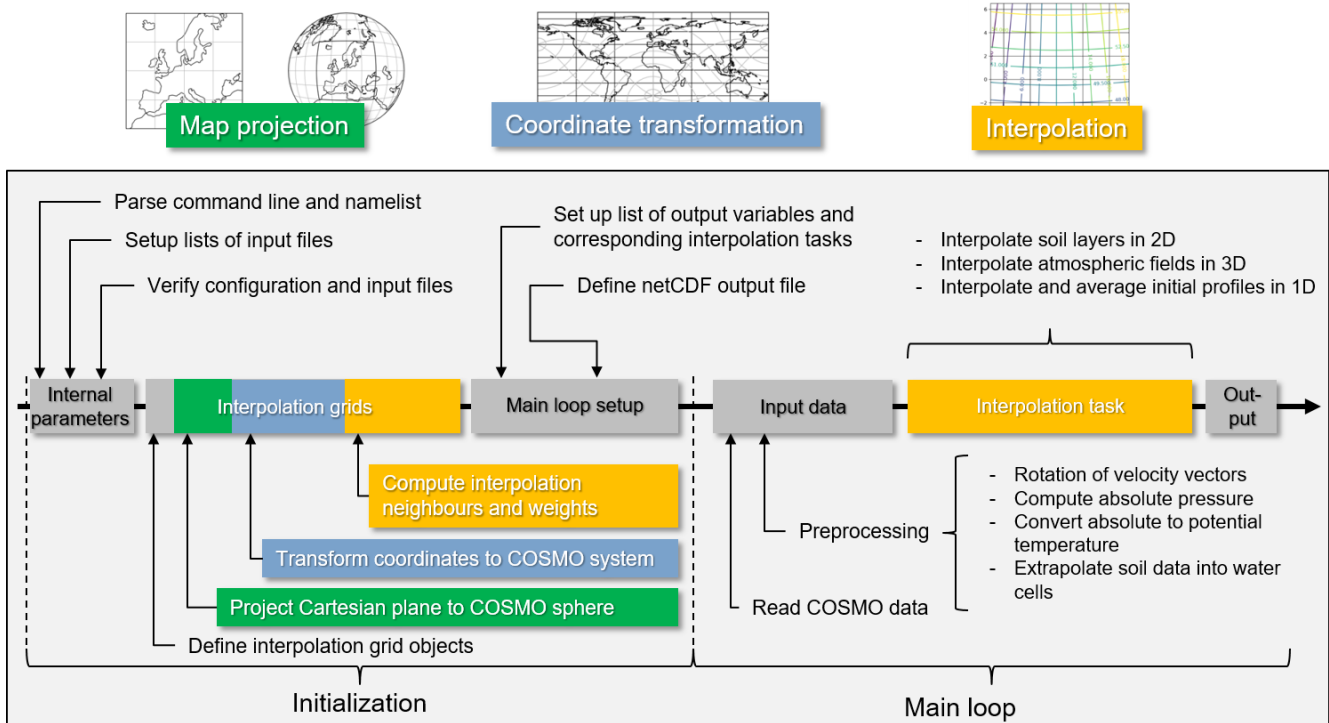 Map projection
Coordinate transformation
Interpolation
Parse command line and namelist
Setup lists of input files
Verify configuration and input files
Set up list of output variables and
corresponding interpolation tasks
Define netCDF output file
- Interpolate soil layers in 2D
- Interpolate atmospheric fields in 3D
- Interpolate and average initial profiles in 1D
Internal
parameters
Interpolation grids
Main loop setup
Input data
Interpolation task
Out-
put
Compute interpolation
neighbours and weights
Transform coordinates to COSMO system
Project Cartesian plane to COSMO sphere
Define interpolation grid objects
Preprocessing
- Rotation of velocity vectors
- Compute absolute pressure
- Convert absolute to potential
temperature
- Extrapolate soil data into water
cells
Read COSMO data
Initialization
Main loop